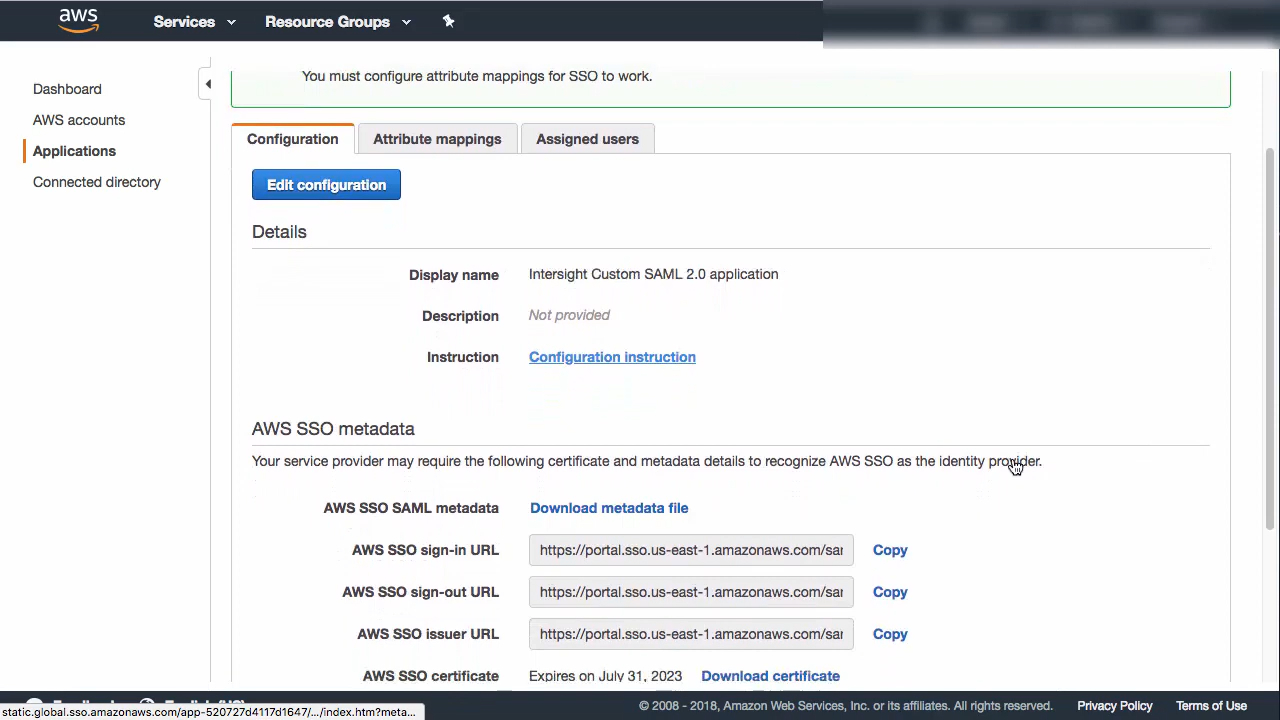 aws
Services
Resource Groups
Dashboard
AWS accounts
Applications
Connected directory
You must configure attribute mappings for SSO to work.
Configuration
Attribute mappings
Assigned users
Edit configuration
Details
Display name Intersight Custom SAML 2.0 application
Description Not provided
Instruction Configuration instruction
AWS SSO metadata
Your service provider may require the following certificate and metadata details to recognize AWS SSO as the identity provider.
AWS SSO SAML metadata Download metadata file
AWS SSO sign-in URL https://portal.sso.us-east-1.amazonaws.com/sa Copy
AWS SSO sign-out URL https://portal.sso.us-east-1.amazonaws.com/sa Copy
AWS SSO issuer URL https://portal.sso.us-east-1.amazonaws.com/sa Copy
AWS SSO certificate Expires on July 31, 2023 Download certificate
static.global.sso.amazonaws.com/app-520727d4117d1647/.../index.htm?meta...
© 2008 - 2018, Amazon Web Services, Inc. or its affiliates. All rights reserved.
Privacy Policy
Terms of Use